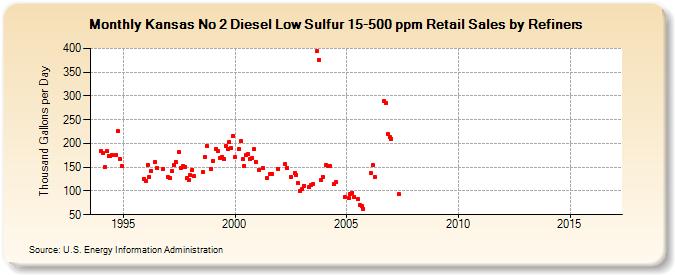 Monthly Kansas No 2 Diesel Low Sulfur 15-500 ppm Retail Sales by Refiners
Thousand Gallons per Day
400
350
300
250
200
150
100
50
1995 2000 2005 2010 2015
Source: U.S. Energy Information Administration